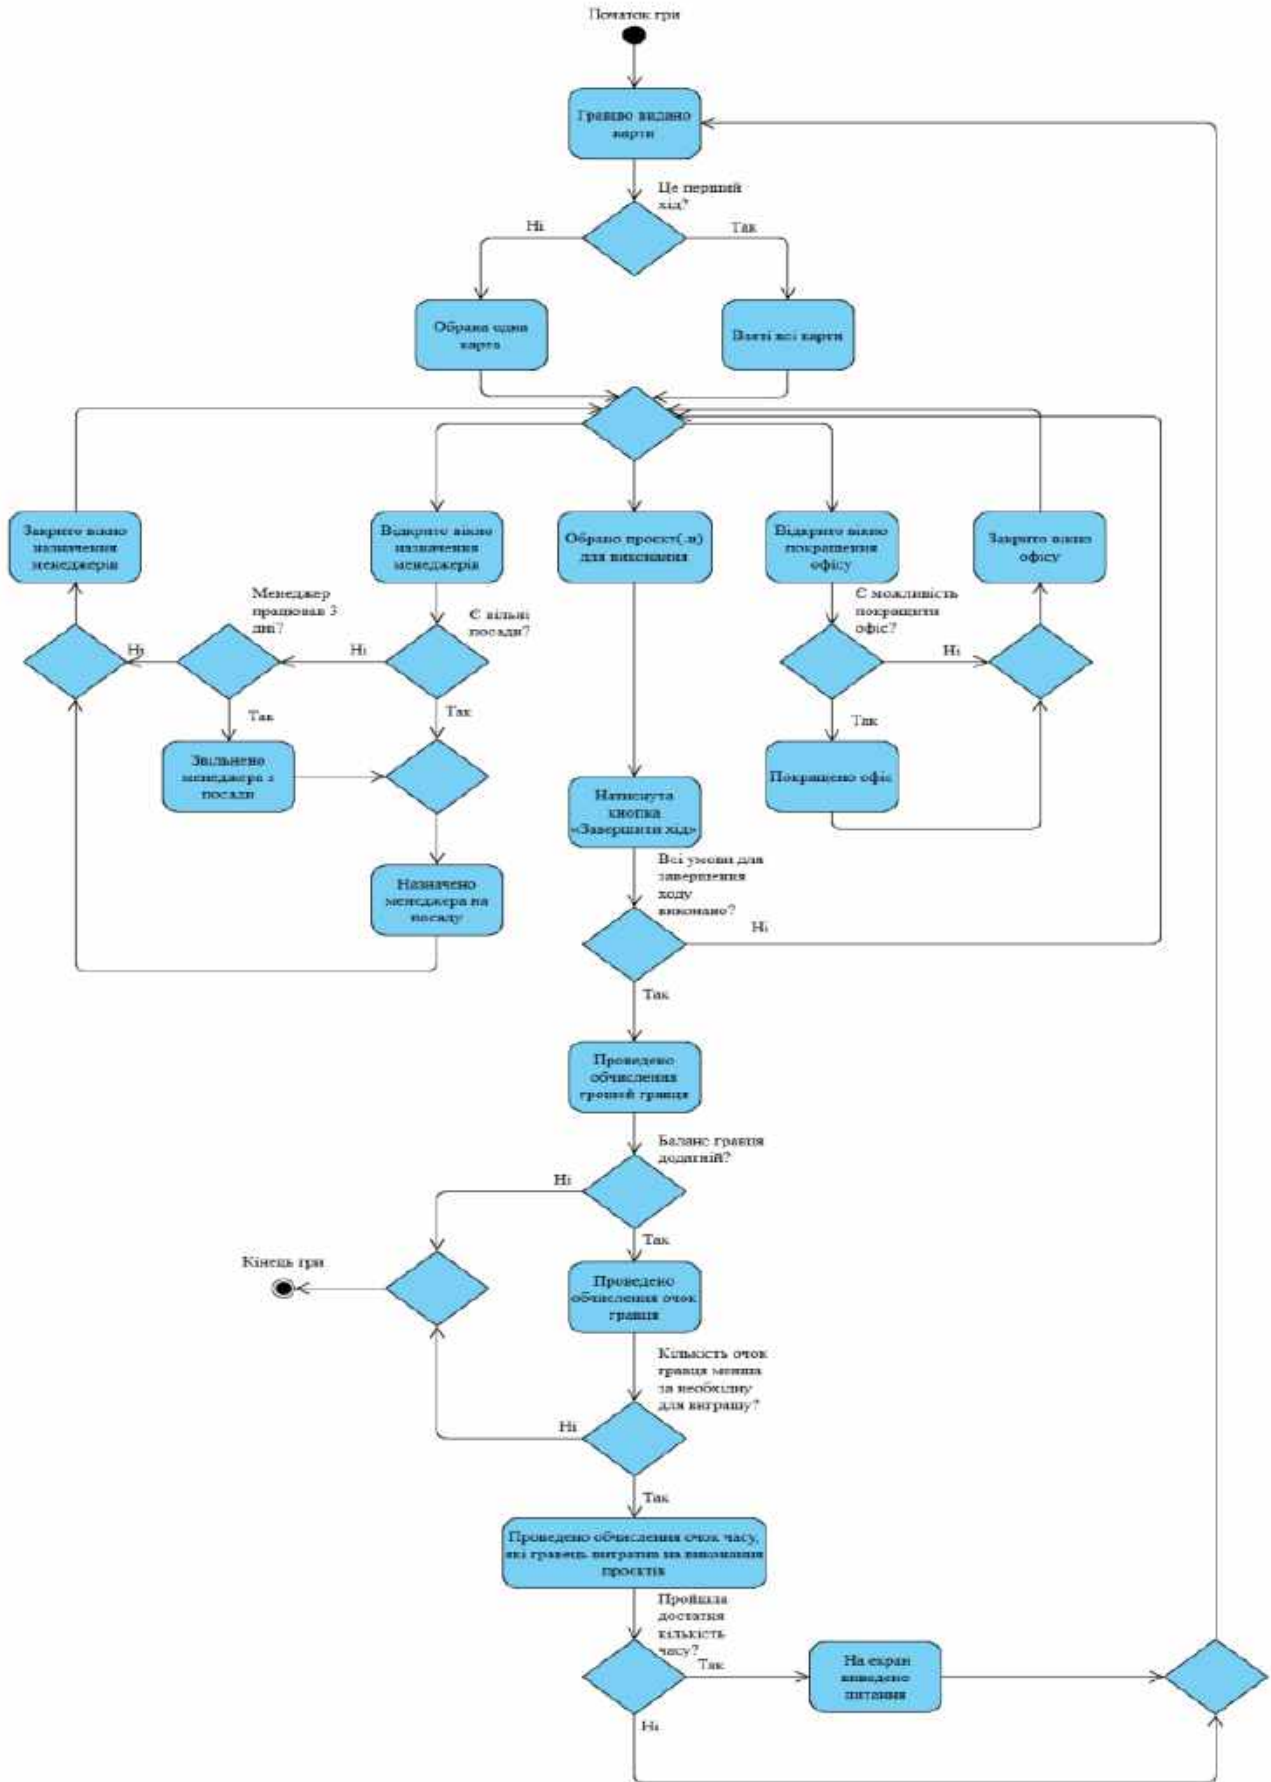 Початок гри
Гравцю видано
карти
Це перший
хід?
Ні
Так
Обрана одна
карта
Взяті всі карти
Закрито вікно
назначення
менеджерів
Відкрито вікно
назначення
менеджерів
Обрано проєкт(-и)
для виконання
Відкрито вікно
покращення
офісу
Закрито вікно
офісу
Менеджер
працював 3
дні?
Є вільні
посади?
Є можливість
покращити
офіс?
Ні
Ні
Ні
Так
Так
Так
Звільнено
менеджера з
посади
Покращено офіс
Натиснута
кнопка
«Завершити хід»
Назначено
менеджера на
посаду
Всі умови для
завершення
ходу
виконано?
Ні
Так
Проведено
обчислення
грошей гравця
Баланс гравця
додатній?
Ні
Так
Кінець гри
Проведено
обчислення очок
гравця
Кількість очок
гравця менша
за необхідну
для виграшу?
Ні
Так
Проведено обчислення очок часу,
які гравець витратив на виконання
проєктів
Пройшла
достатня
кількість
часу?
Так
На екран
виведено
питання
Ні